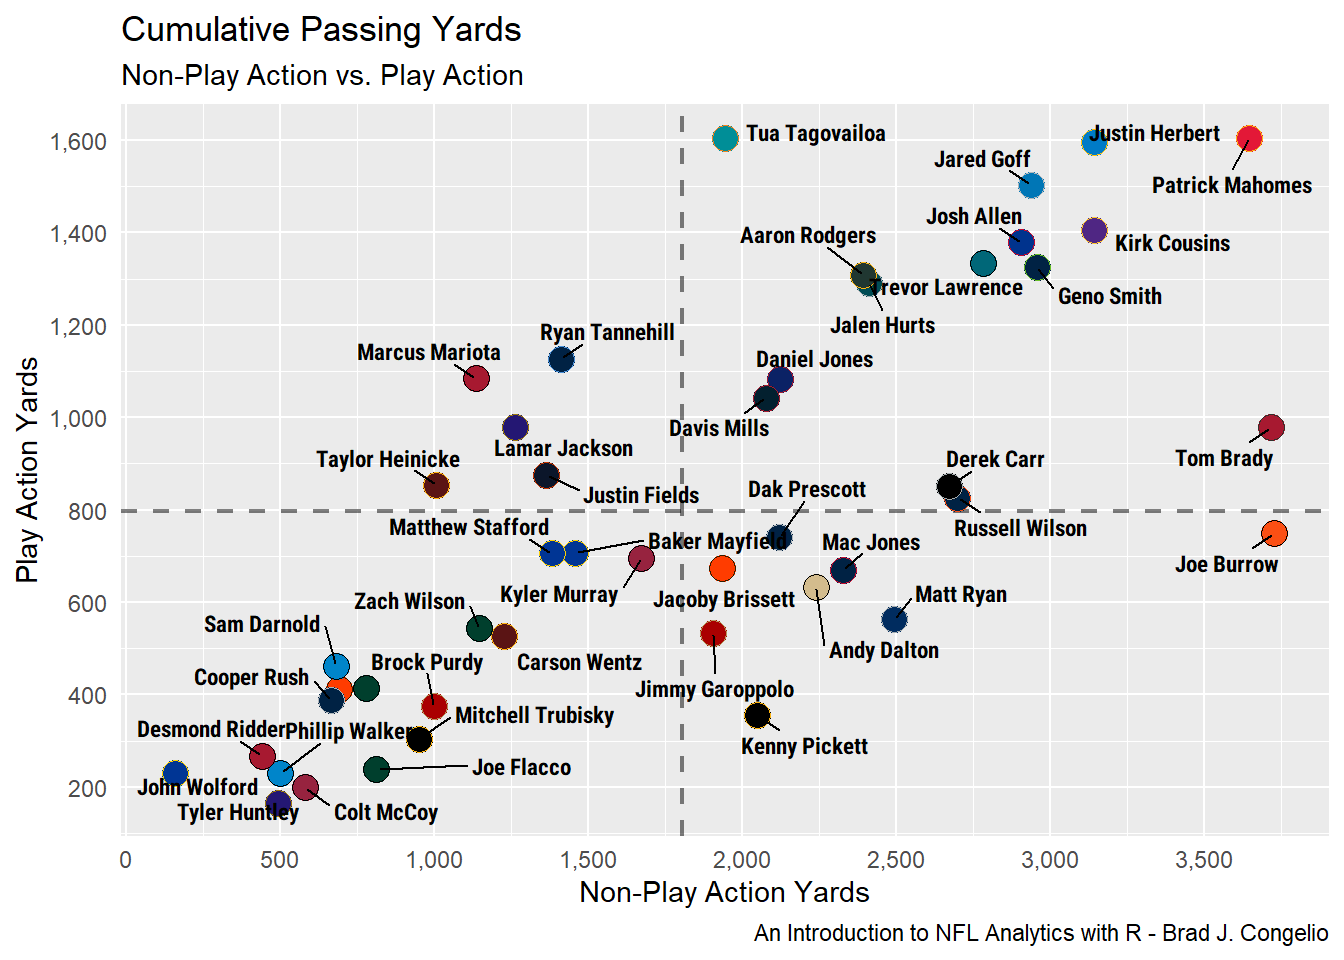 Cumulative Passing Yards
Non-Play Action vs. Play Action
Play Action Yards
1,600
1,400
1,200
1,000
800
600
400
200
Tua Tagovailoa
Justin Herbert
Jared Goff
Patrick Mahomes
Josh Allen
Aaron Rodgers
Kirk Cousins
Trevor Lawrence
Geno Smith
Jalen Hurts
Ryan Tannehill
Marcus Mariota
Daniel Jones
Davis Mills
Lamar Jackson
Taylor Heinicke
Derek Carr
Tom Brady
Justin Fields
Dak Prescott
Matthew Stafford
Russell Wilson
Baker Mayfield
Mac Jones
Joe Burrow
Kyler Murray
Jacoby Brissett
Matt Ryan
Zach Wilson
Sam Darnold
Andy Dalton
Brock Purdy
Carson Wentz
Cooper Rush
Jimmy Garoppolo
Mitchell Trubisky
Desmond Ridder
Phillip Walker
Kenny Pickett
Joe Flacco
John Wolford
Tyler Huntley
Colt McCoy
0
500
1,000
1,500
2,000
2,500
3,000
3,500
Non-Play Action Yards
An Introduction to NFL Analytics with R - Brad J. Congelio